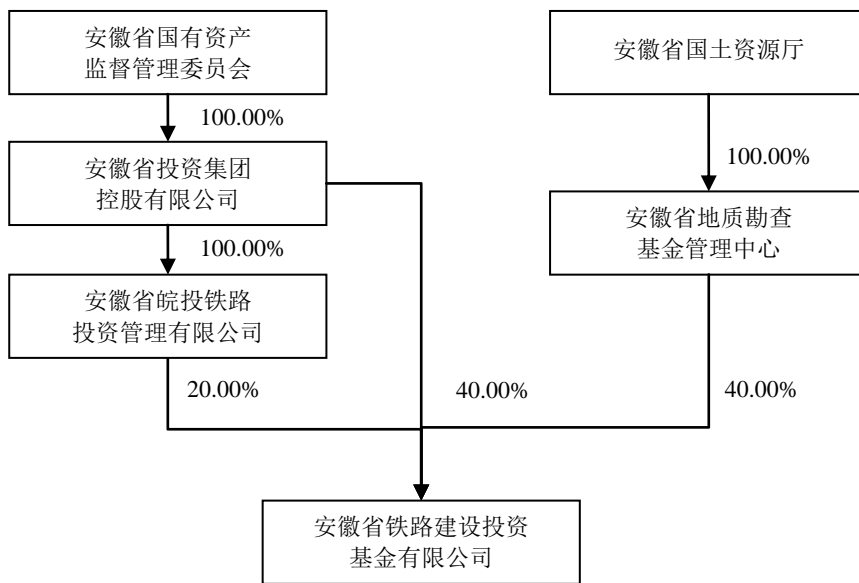 安徽省国有资产
监督管理委员会
安徽省国土资源厅
100.00%
安徽省投资集团
控股有限公司
100.00%
安徽省地质勘查
基金管理中心
100.00%
安徽省皖投铁路
投资管理有限公司
20.00%
40.00%
40.00%
安徽省铁路建设投资
基金有限公司